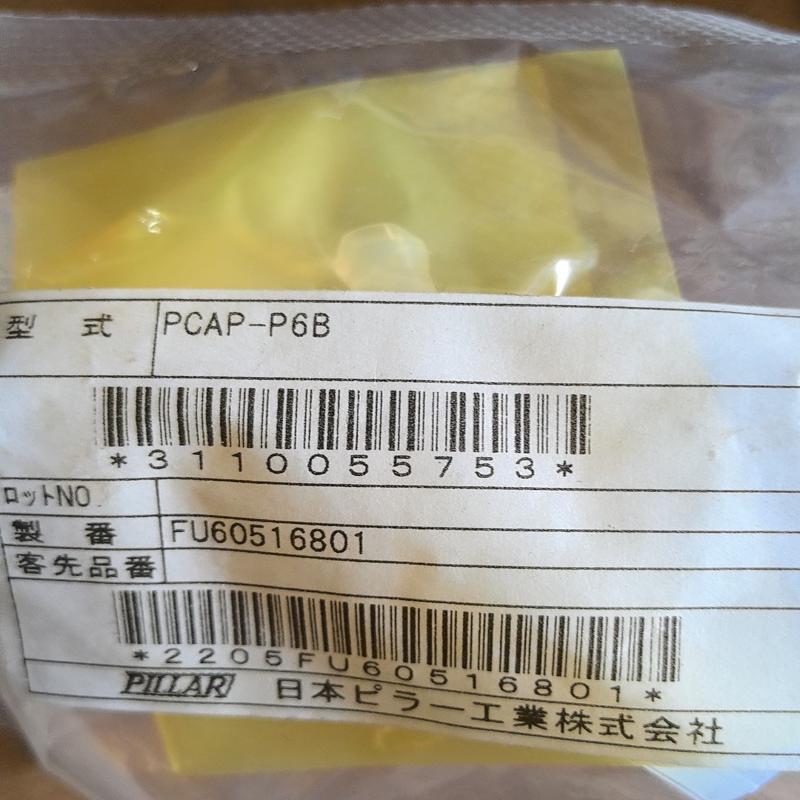 型 式 PCAP-P6B
*3110055753*
ロットNO.
製 番 FU60516801
客先品番
*2205FU60516801*
PILLAR 日本ピラー工業株式会社